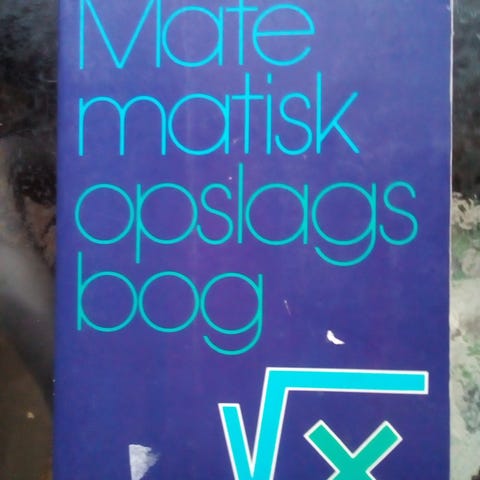 Mate
matisk
opslags
bog
√x